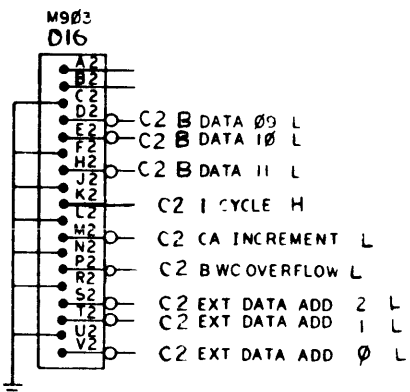 M9Ø3
D16
A2
B2
C2
D2
E2
F2
H2
J2
K2
L2
M2
N2
P2
R2
S2
T2
U2
V2
C2 B DATA Ø9 L
C2 B DATA 1Ø L
C2 B DATA 11 L
C2 1 CYCLE H
C2 CA INCREMENT L
C2 BWC OVERFLOW L
C2 EXT DATA ADD 2 L
C2 EXT DATA ADD 1 L
C2 EXT DATA ADD Ø L